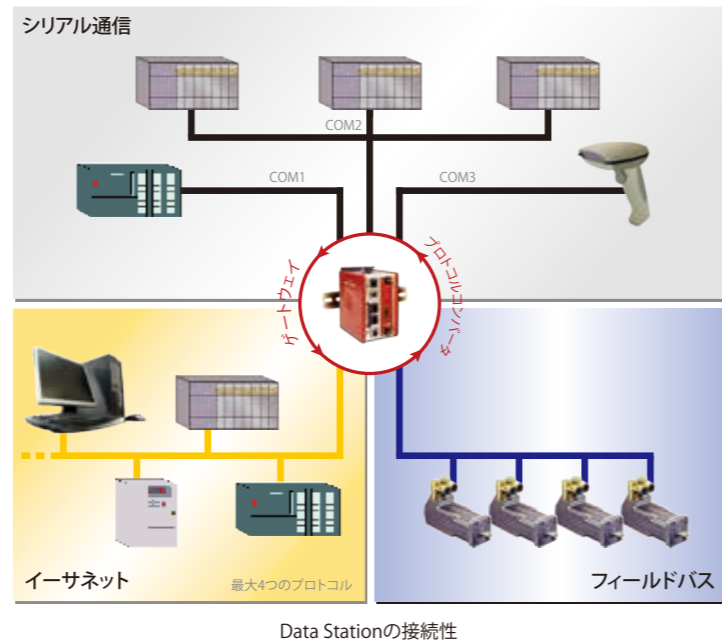 シリアル通信
COM2
COM1
COM3
ゲートウェイ
プロトコルコンバータ
イーサネット
最大4つのプロトコル
フィールドバス
Data Stationの接続性